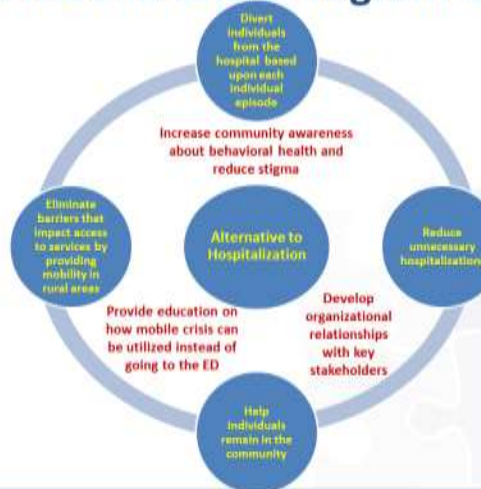 Divert
individuals
from the
hospital based
upon each
individual
episode
Increase community awareness
about behavioral health and
reduce stigma
Eliminate
barriers that
impact access
to services by
providing
mobility in
rural areas
Alternative to
Hospitalization
Reduce
unnecessary
hospitalizations
Provide education on
how mobile crisis can
be utilized instead of
going to the ED
Develop
organizational
relationships
with key
stakeholders
Help
individuals
remain in the
community